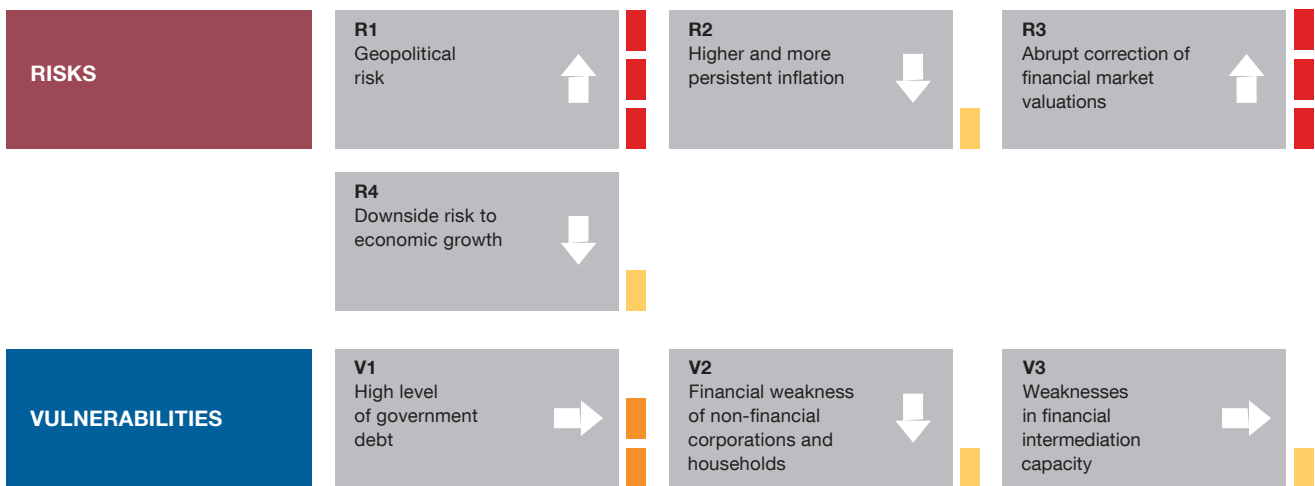 RISKS
R1
Geopolitical
risk
R2
Higher and more
persistent inflation
R3
Abrupt correction of
financial market
valuations
R4
Downside risk to
economic growth
VULNERABILITIES
V1
High level
of government
debt
V2
Financial weakness
of non-financial
corporations and
households
V3
Weaknesses
in financial
intermediation
capacity